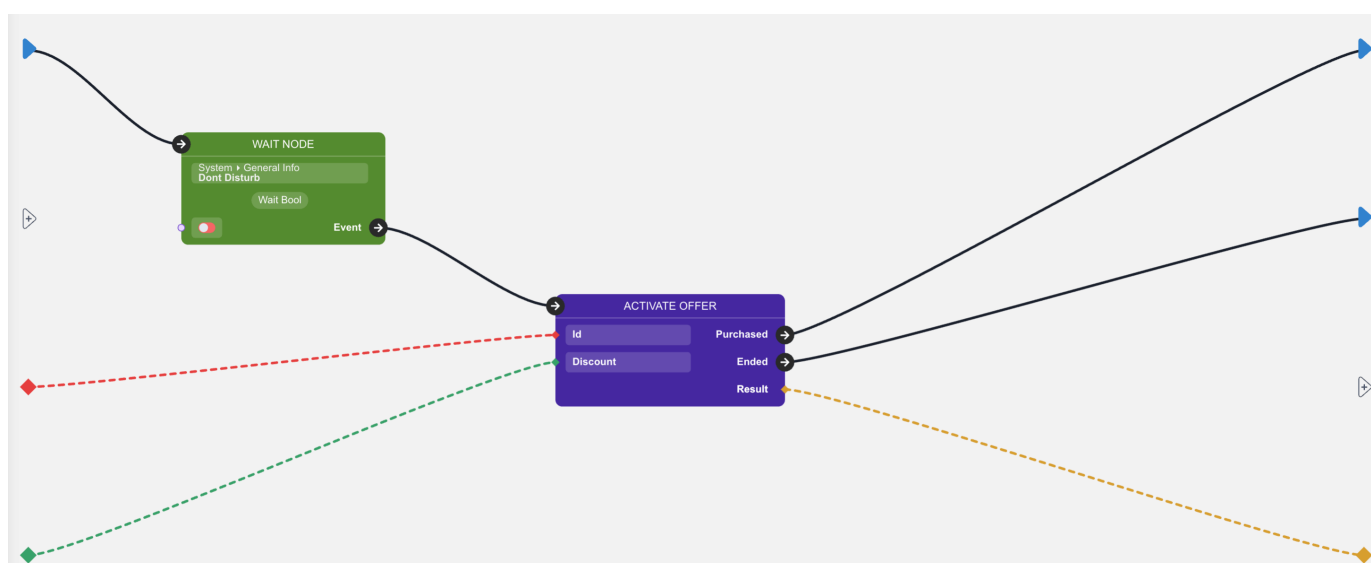 WAIT NODE
System ▸ General Info
Dont Disturb
Wait Bool
Event
ACTIVATE OFFER
Id
Purchased
Discount
Ended
Result